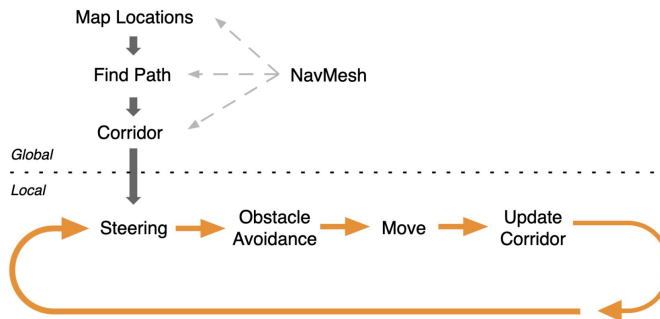 Map Locations
Find Path
NavMesh
Corridor
Global
Local
Steering
Obstacle
Avoidance
Move
Update
Corridor